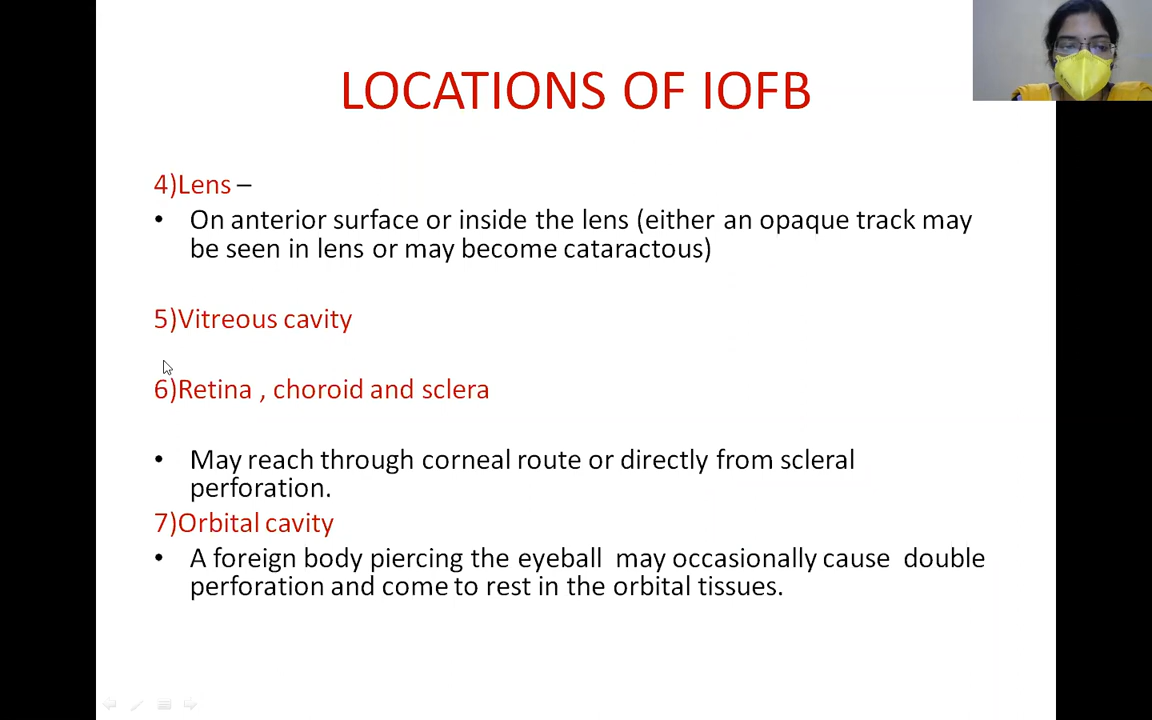 LOCATIONS OF IOFB
4)Lens –
• On anterior surface or inside the lens (either an opaque track may
be seen in lens or may become cataractous)
5)Vitreous cavity
6)Retina , choroid and sclera
• May reach through corneal route or directly from scleral
perforation.
7)Orbital cavity
• A foreign body piercing the eyeball  may occasionally cause  double
perforation and come to rest in the orbital tissues.